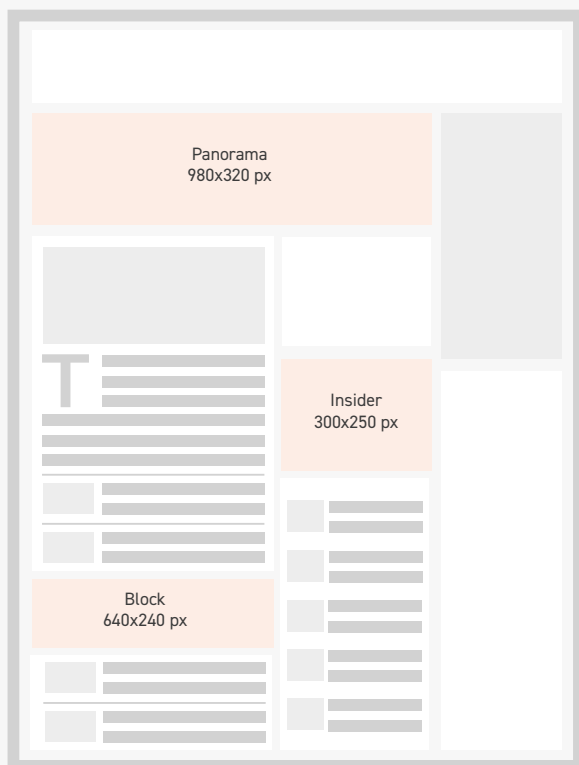 Panorama
980x320 px
T
Insider
300x250 px
Block
640x240 px